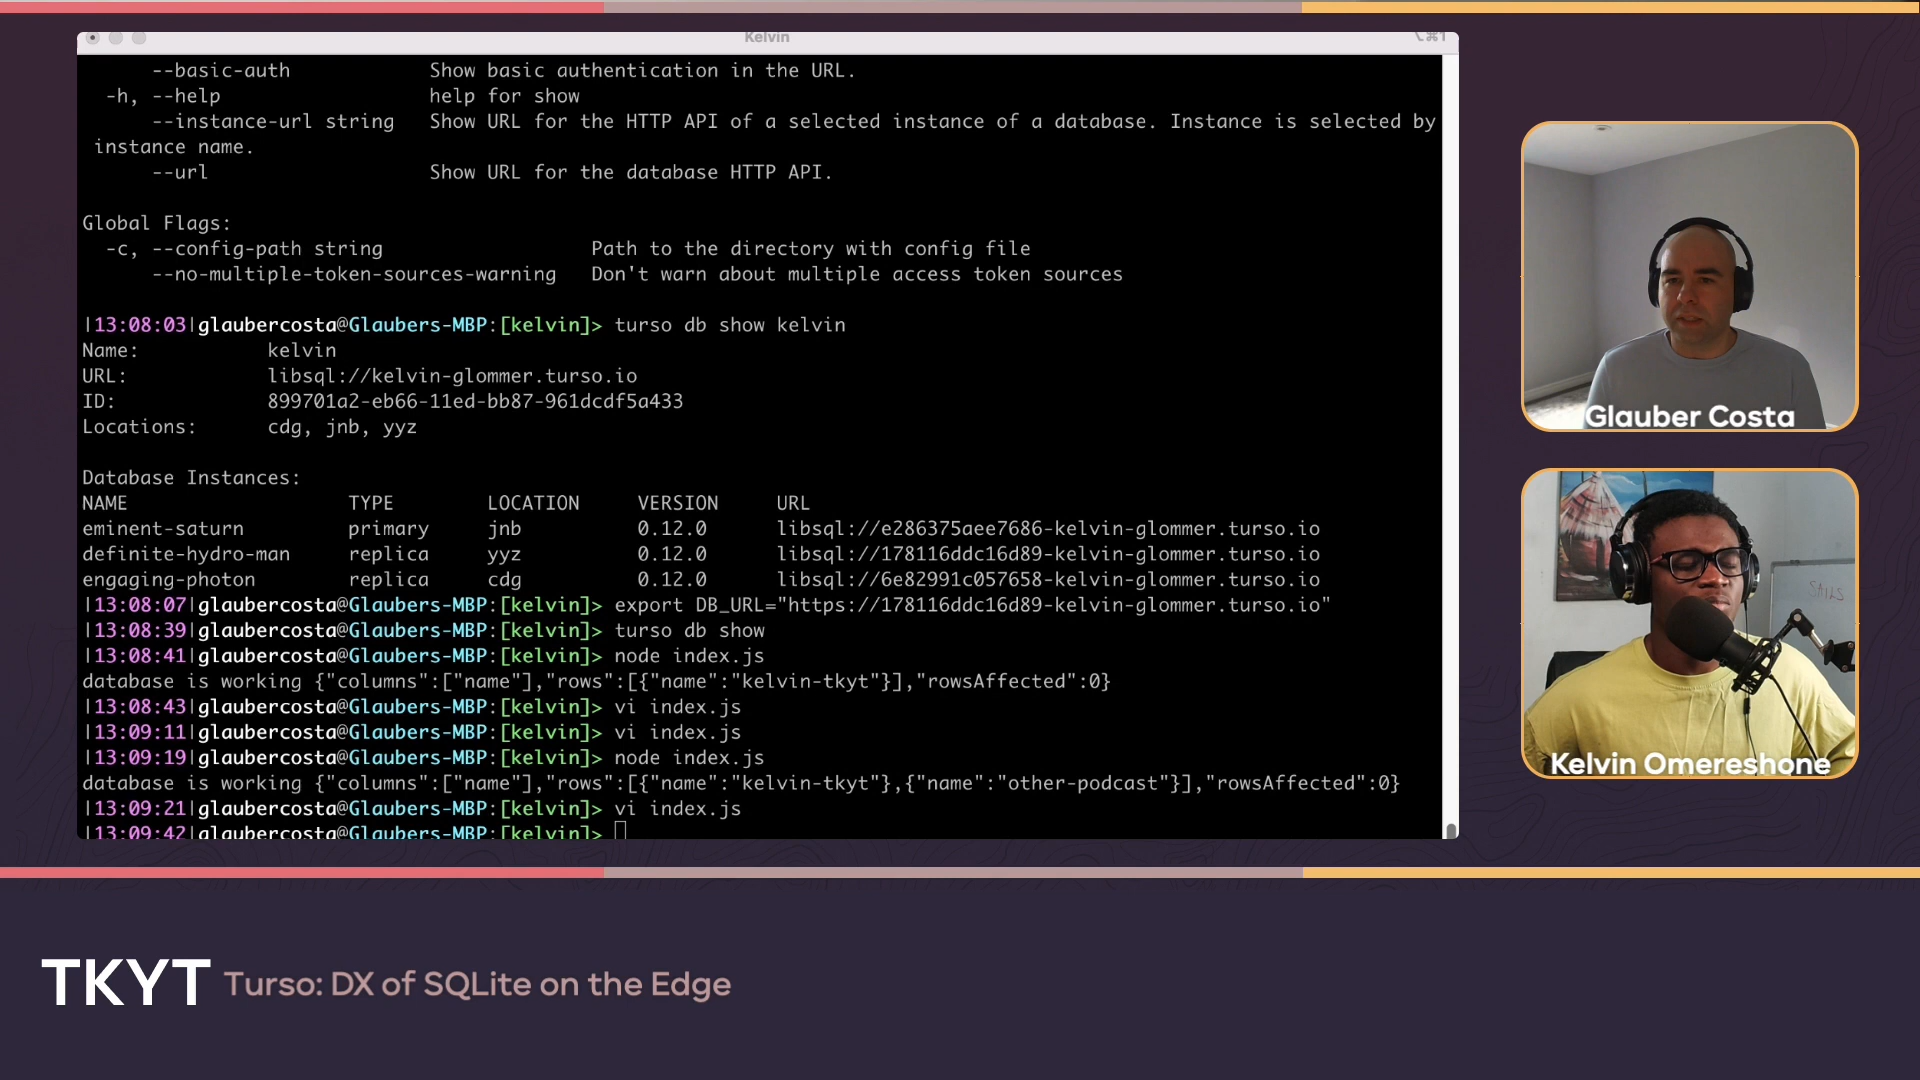 Kelvin
⌥⌘1
--basic-auth Show basic authentication in the URL.
-h, --help help for show
--instance-url string Show URL for the HTTP API of a selected instance of a database. Instance is selected by
instance name.
--url Show URL for the database HTTP API.
Global Flags:
-c, --config-path string Path to the directory with config file
--no-multiple-token-sources-warning Don't warn about multiple access token sources
|13:08:03|glaubercosta@Glaubers-MBP:[kelvin]> turso db show kelvin
Name: kelvin
URL: libsql://kelvin-glommer.turso.io
ID: 899701a2-eb66-11ed-bb87-961dcdf5a433
Locations: cdg, jnb, yyz
Database Instances:
NAME TYPE LOCATION VERSION URL
eminent-saturn primary jnb 0.12.0 libsql://e286375aee7686-kelvin-glommer.turso.io
definite-hydro-man replica yyz 0.12.0 libsql://178116ddc16d89-kelvin-glommer.turso.io
engaging-photon replica cdg 0.12.0 libsql://6e82991c057658-kelvin-glommer.turso.io
|13:08:07|glaubercosta@Glaubers-MBP:[kelvin]> export DB_URL="https://178116ddc16d89-kelvin-glommer.turso.io"
|13:08:39|glaubercosta@Glaubers-MBP:[kelvin]> turso db show
|13:08:41|glaubercosta@Glaubers-MBP:[kelvin]> node index.js
database is working {"columns":["name"],"rows":[{"name":"kelvin-tkyt"}],"rowsAffected":0}
|13:08:43|glaubercosta@Glaubers-MBP:[kelvin]> vi index.js
|13:09:11|glaubercosta@Glaubers-MBP:[kelvin]> vi index.js
|13:09:19|glaubercosta@Glaubers-MBP:[kelvin]> node index.js
database is working {"columns":["name"],"rows":[{"name":"kelvin-tkyt"},{"name":"other-podcast"}],"rowsAffected":0}
|13:09:21|glaubercosta@Glaubers-MBP:[kelvin]> vi index.js
|13:09:42|glaubercosta@Glaubers-MBP:[kelvin]>
Glauber Costa
SAILS
Kelvin Omereshone
TKYT Turso: DX of SQLite on the Edge